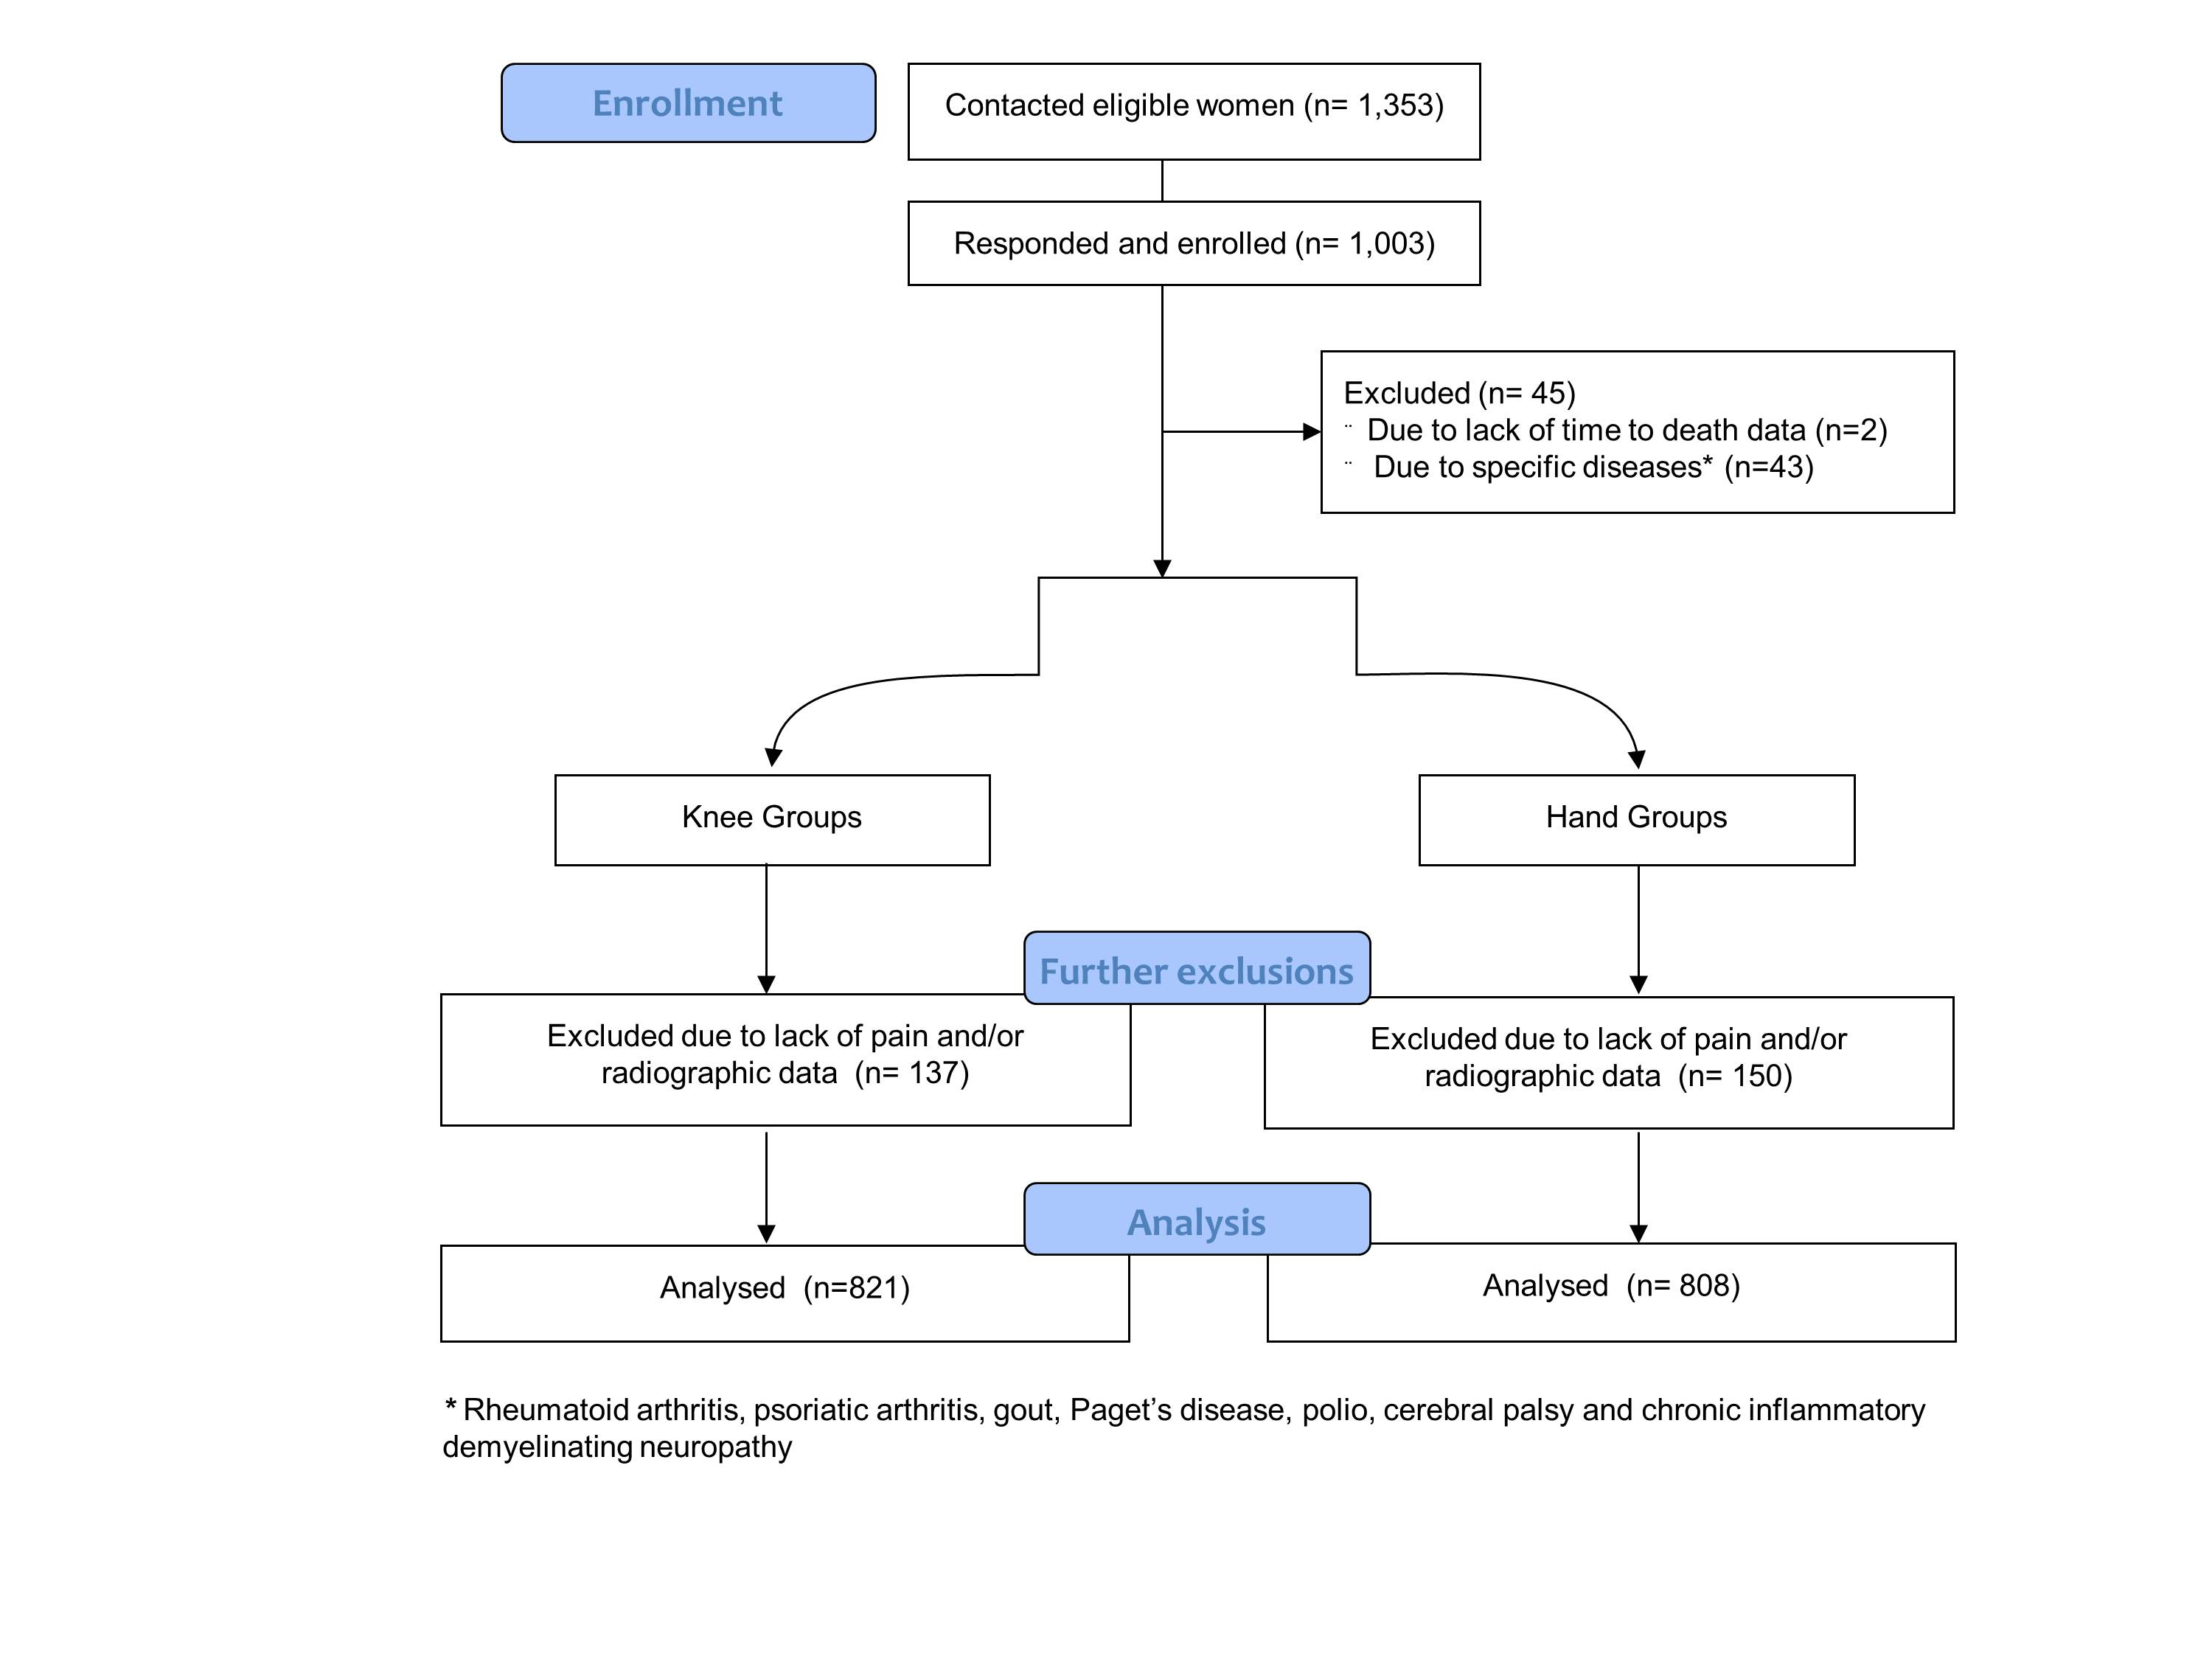 Enrollment
Contacted eligible women (n= 1,353)
Responded and enrolled (n= 1,003)
Excluded (n= 45)
¨ Due to lack of time to death data (n=2)
¨ Due to specific diseases* (n=43)
Knee Groups
Hand Groups
Further exclusions
Excluded due to lack of pain and/or
radiographic data (n= 137)
Excluded due to lack of pain and/or
radiographic data (n= 150)
Analysis
Analysed (n=821)
Analysed (n= 808)
* Rheumatoid arthritis, psoriatic arthritis, gout, Paget’s disease, polio, cerebral palsy and chronic inflammatory
demyelinating neuropathy